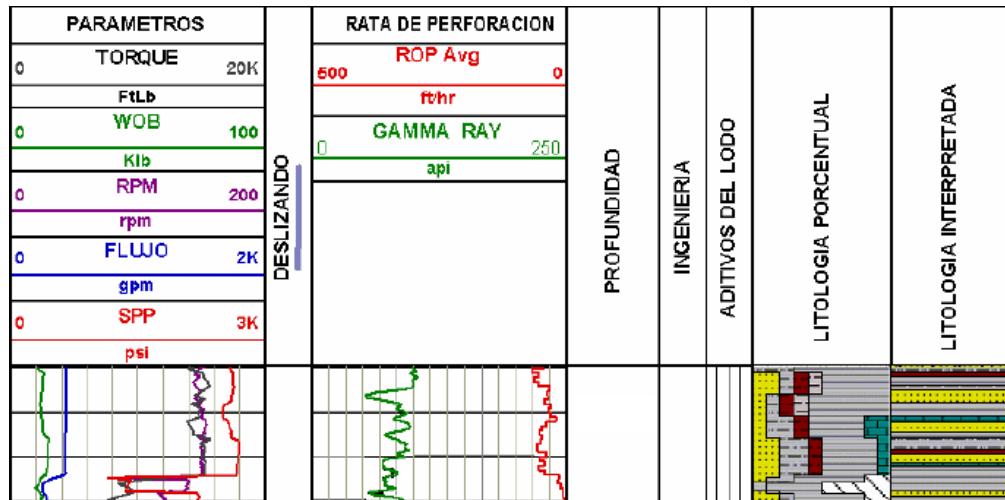 PARAMETROS
TORQUE
0 20K
FtLb
WOB
0 100
Klb
RPM
0 200
rpm
FLUJO
0 2K
gpm
SPP
0 3K
psi
DESLIZANDO
RATA DE PERFORACION
ROP Avg
500 0
ft/hr
GAMMA RAY
0 250
api
PROFUNDIDAD
INGENIERIA
ADITIVOS DEL LODO
LITOLOGIA PORCENTUAL
LITOLOGIA INTERPRETADA